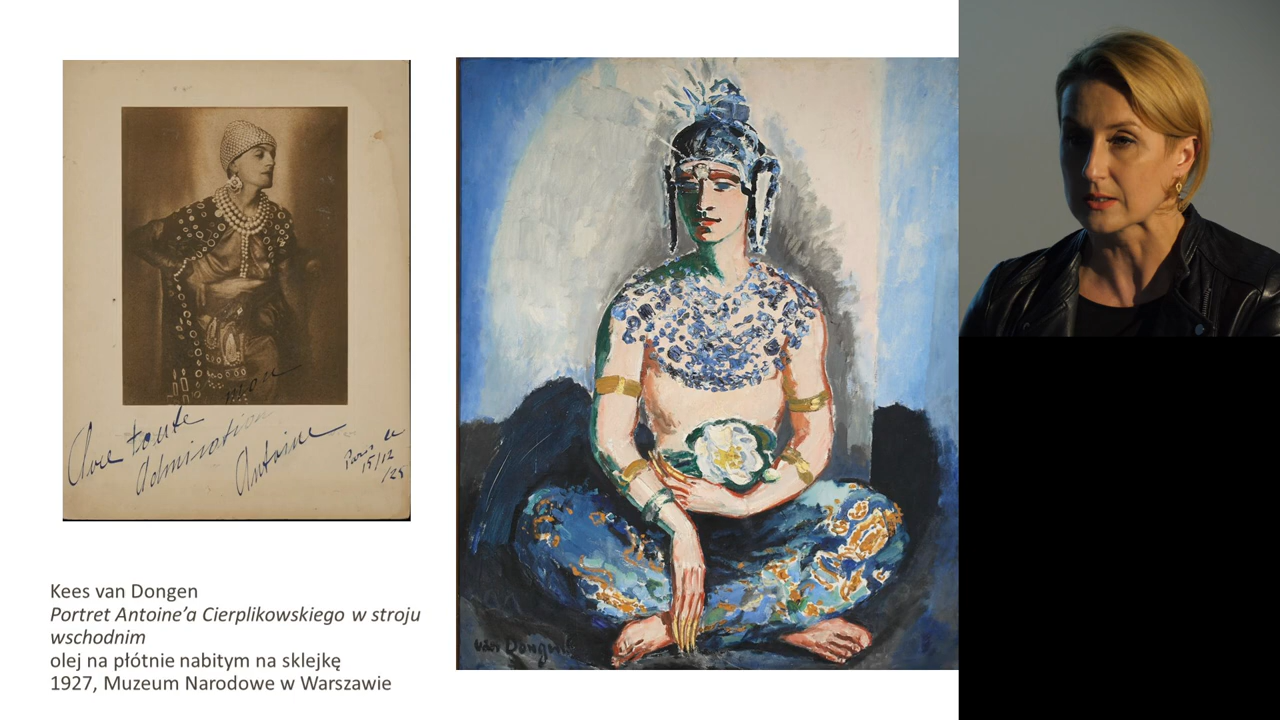 Avec toute mon
Admiration
Antoine
Paris le
15/12
/25
Kees van Dongen
Portret Antoine’a Cierplikowskiego w stroju
wschodnim
olej na płótnie nabitym na sklejkę
1927, Muzeum Narodowe w Warszawie
van Dongen